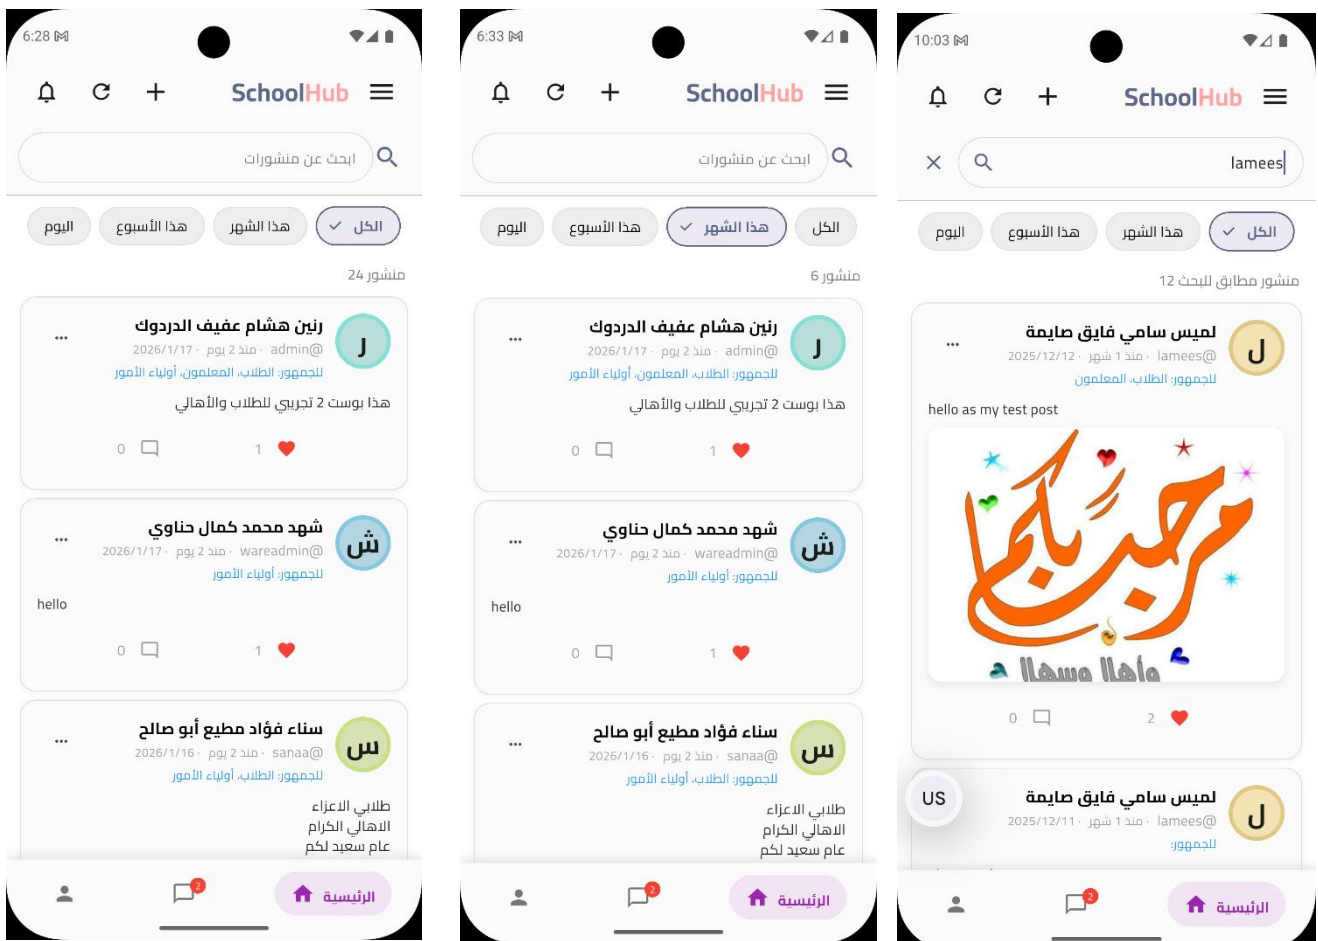 6:28
SchoolHub
ابحث عن منشورات
الكل
هذا الشهر
هذا الأسبوع
اليوم
24 منشور
رنين هشام عفيف الدردوك
@admin · منذ 2 يوم · 2026/1/17
للجمهور: الطلاب، المعلمون، أولياء الأمور
هذا بوست 2 تجريبي للطلاب والأهالي
ر
1
0
شهد محمد كمال حناوي
@wareadmin · منذ 2 يوم · 2026/1/17
للجمهور: أولياء الأمور
hello
ش
1
0
سناء فؤاد مطيع أبو صالح
@sanaa · منذ 2 يوم · 2026/1/16
للجمهور: الطلاب، أولياء الأمور
طلابي الاعزاء
الاهالي الكرام
عام سعيد لكم
س
الرئيسية
2
6:33
SchoolHub
ابحث عن منشورات
الكل
هذا الشهر
هذا الأسبوع
اليوم
6 منشور
رنين هشام عفيف الدردوك
@admin · منذ 2 يوم · 2026/1/17
للجمهور: الطلاب، المعلمون، أولياء الأمور
هذا بوست 2 تجريبي للطلاب والأهالي
ر
1
0
شهد محمد كمال حناوي
@wareadmin · منذ 2 يوم · 2026/1/17
للجمهور: أولياء الأمور
hello
ش
1
0
سناء فؤاد مطيع أبو صالح
@sanaa · منذ 2 يوم · 2026/1/16
للجمهور: الطلاب، أولياء الأمور
طلابي الاعزاء
الاهالي الكرام
عام سعيد لكم
س
الرئيسية
2
10:03
SchoolHub
lamees
الكل
هذا الشهر
هذا الأسبوع
اليوم
12 منشور مطابق للبحث
لميس سامي فايق صايمة
@lamees · منذ 1 شهر · 2025/12/12
للجمهور: الطلاب، المعلمون
hello as my test post
ل
مرحبا بكم
وأهلا وسهلا
2
0
لميس سامي فايق صايمة
@lamees · منذ 1 شهر · 2025/12/11
للجمهور:
ل
US
الرئيسية
2